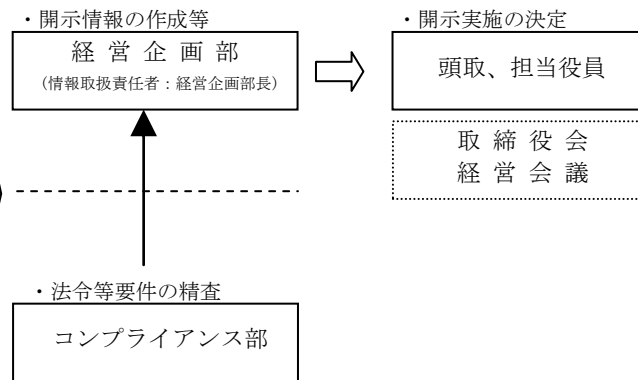 ・開示情報の作成等
経 営 企 画 部
(情報取扱責任者：経営企画部長)
・開示実施の決定
頭取、担当役員
取 締 役 会
経 営 会 議
・法令等要件の精査
コンプライアンス部